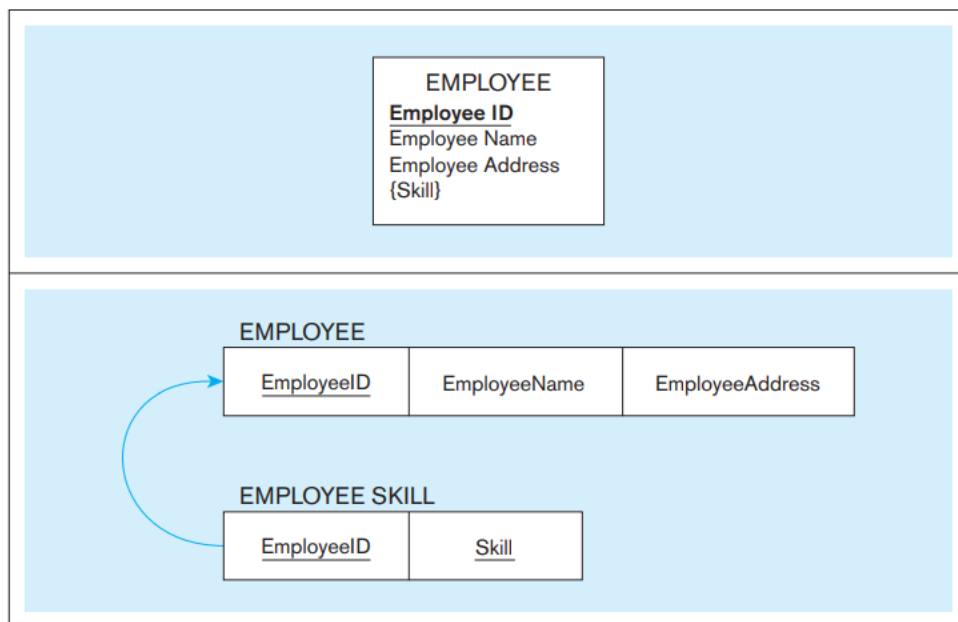 EMPLOYEE
Employee ID
Employee Name
Employee Address
{Skill}
EMPLOYEE
EmployeeID EmployeeName EmployeeAddress
EMPLOYEE SKILL
EmployeeID Skill